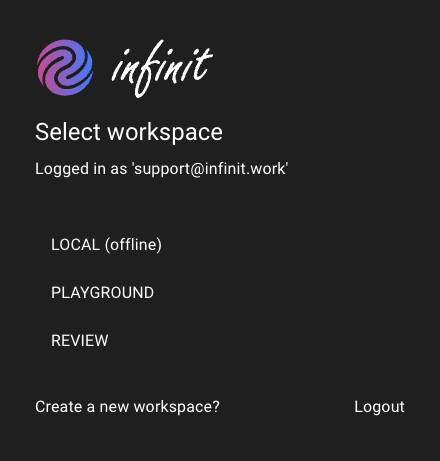 infinit
Select workspace
Logged in as 'support@infinit.work'
LOCAL (offline)
PLAYGROUND
REVIEW
Create a new workspace? Logout